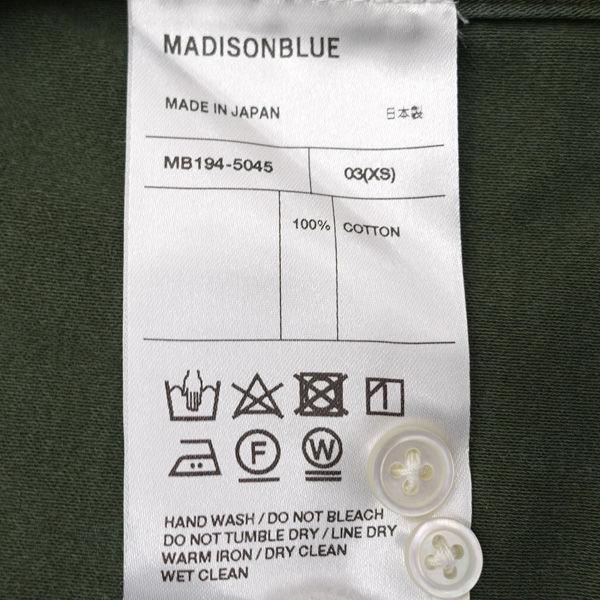 MADISONBLUE
MADE IN JAPAN 日本製
MB194-5045 03(XS)
100% COTTON
F W
HAND WASH / DO NOT BLEACH
DO NOT TUMBLE DRY / LINE DRY
WARM IRON / DRY CLEAN
WET CLEAN